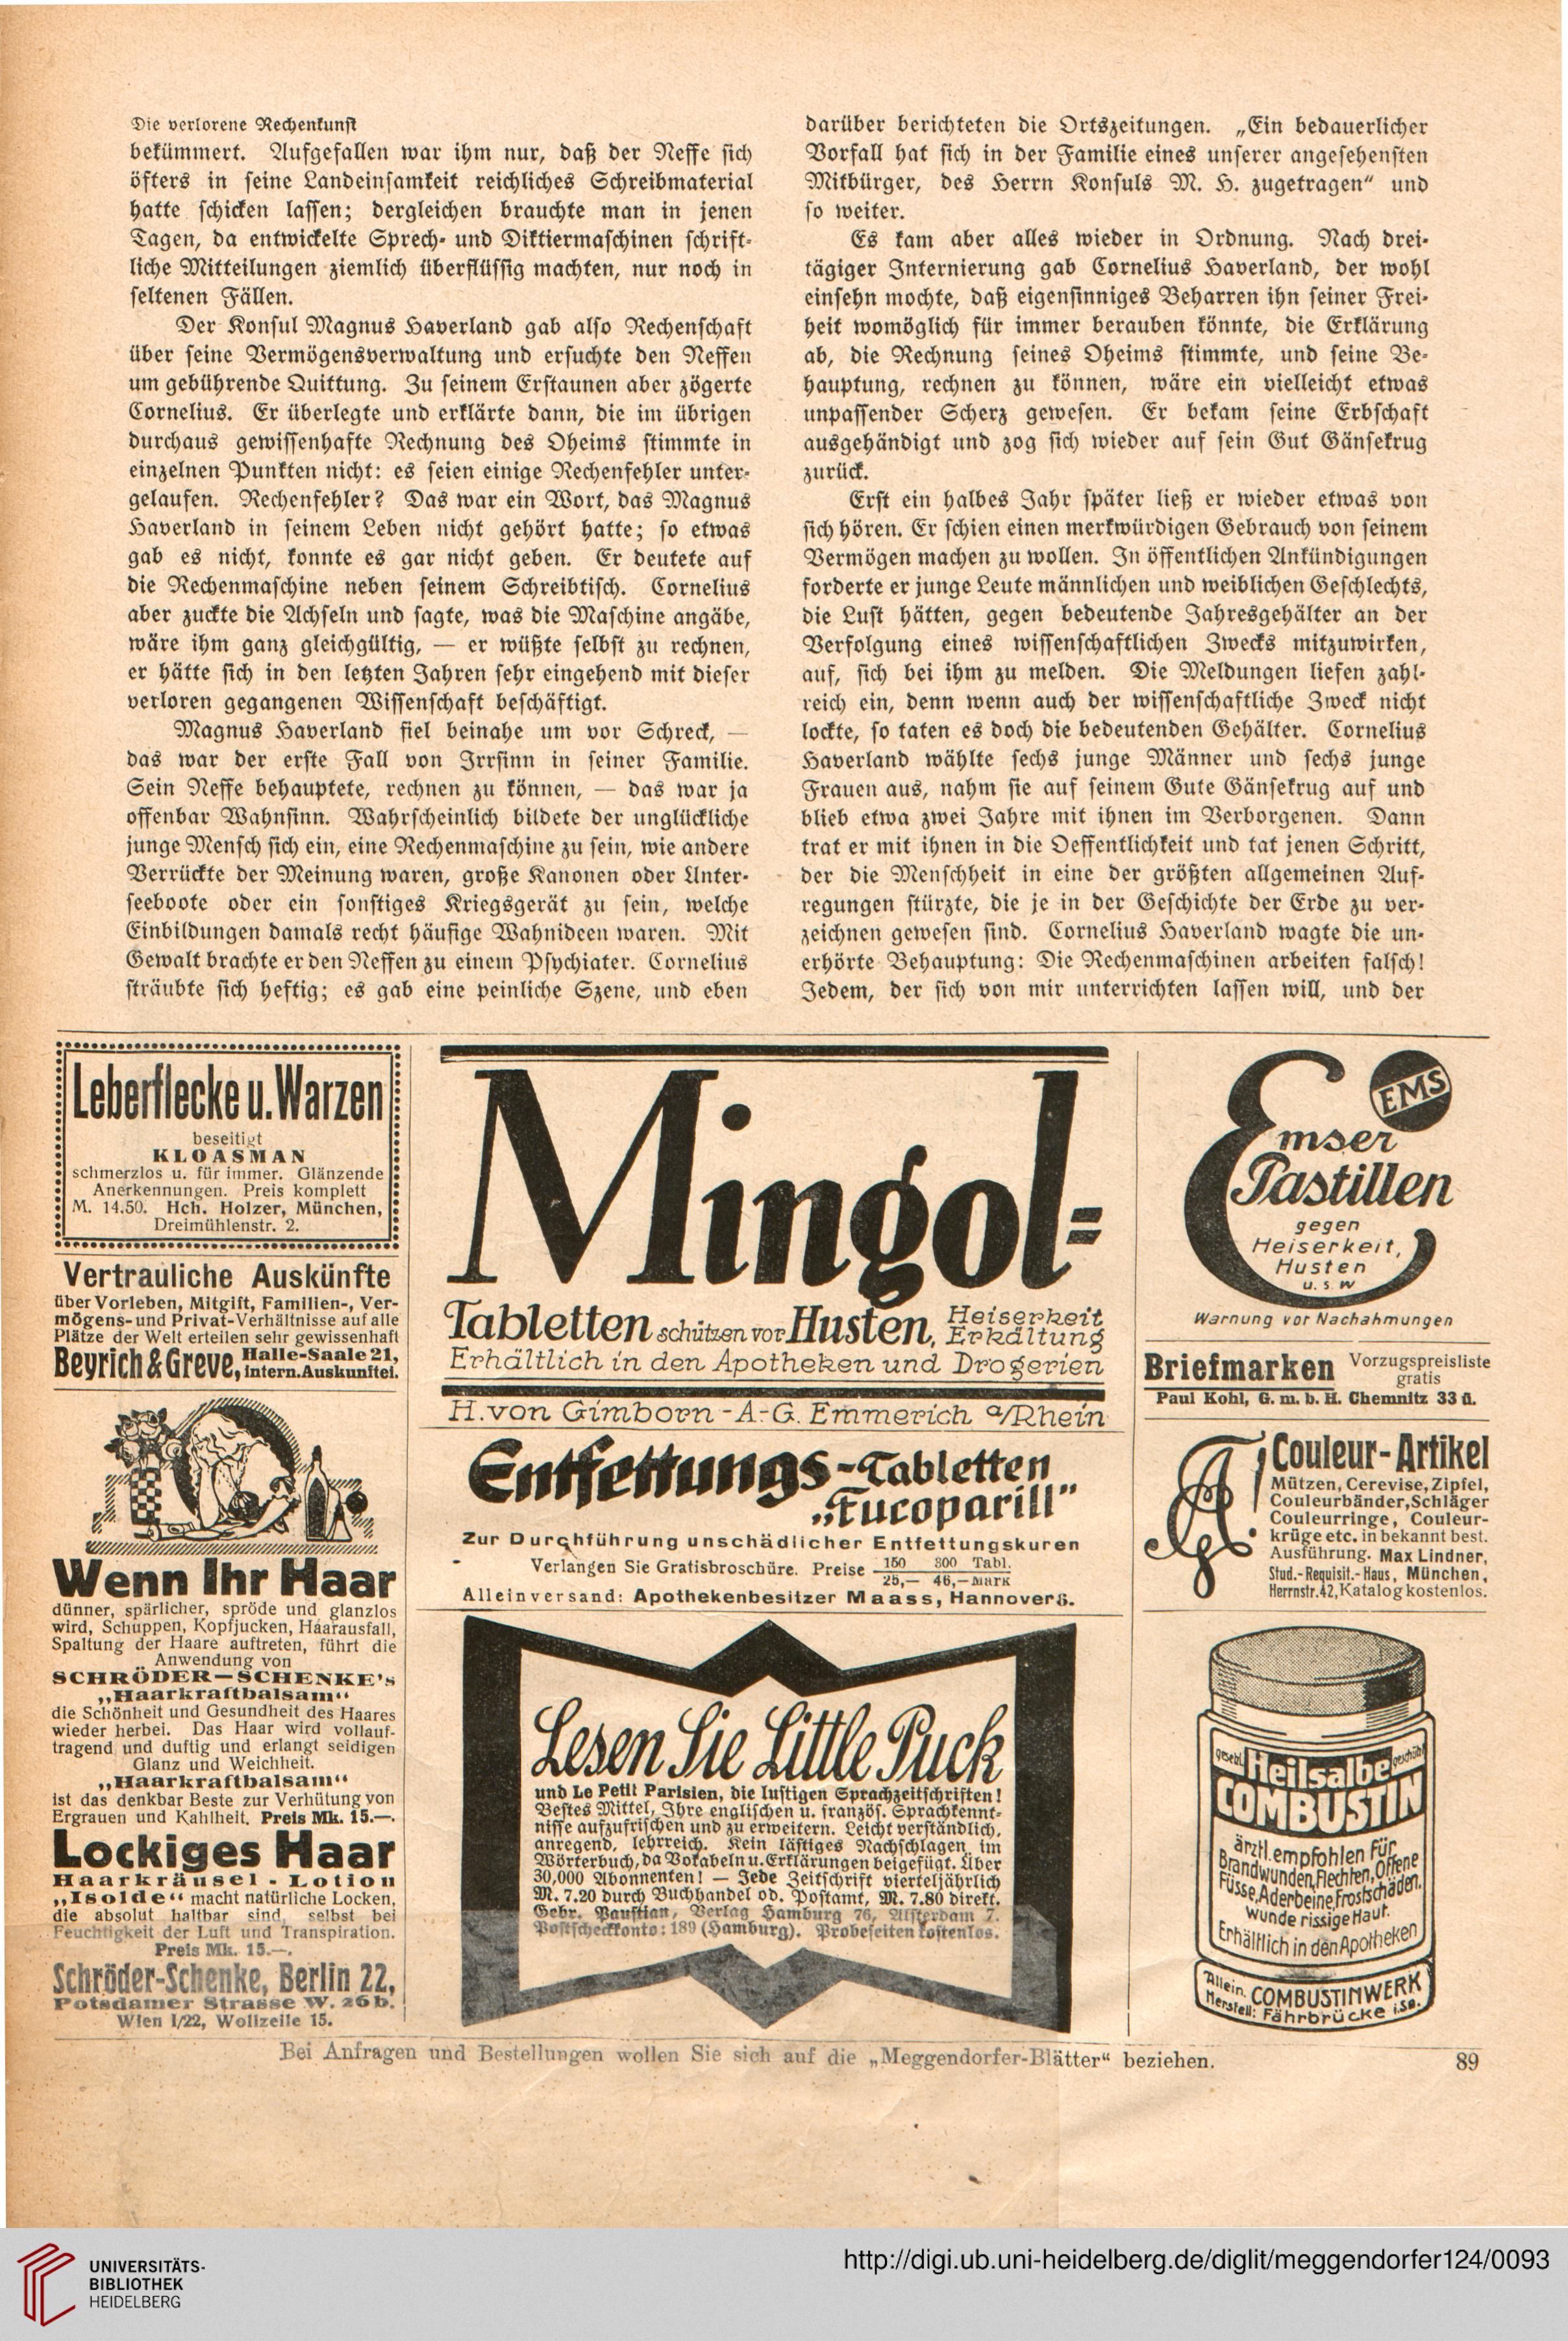 Die verlorene Rechenkunst
bekümmert. Aufgefallen war ihm nur, daß der Neffe sich
öfters in seine Landeinsamkeit reichliches Schreibmaterial
hatte schicken lassen; dergleichen brauchte man in jenen
Tagen, da entwickelte Sprech- und Diktiermaschinen schrift-
liche Mitteilungen ziemlich überflüssig machten, nur noch in
seltenen Fällen.
Der Konsul Magnus Haverland gab also Rechenschaft
über seine Vermögensverwaltung und ersuchte den Neffen
um gebührende Quittung. Zu seinem Erstaunen aber zögerte
Cornelius. Er überlegte und erklärte dann, die im übrigen
durchaus gewissenhafte Rechnung des Oheims stimmte in
einzelnen Punkten nicht: es seien einige Rechenfehler unter-
gelaufen. Rechenfehler? Das war ein Wort, das Magnus
Haverland in seinem Leben nicht gehört hatte; so etwas
gab es nicht, konnte es gar nicht geben. Er deutete auf
die Rechenmaschine neben seinem Schreibtisch. Cornelius
aber zuckte die Achseln und sagte, was die Maschine angäbe,
wäre ihm ganz gleichgültig, — er wüßte selbst zu rechnen,
er hätte sich in den letzten Jahren sehr eingehend mit dieser
verloren gegangenen Wissenschaft beschäftigt.
Magnus Haverland fiel beinahe um vor Schreck, —
das war der erste Fall von Irrsinn in seiner Familie.
Sein Neffe behauptete, rechnen zu können, — das war ja
offenbar Wahnsinn. Wahrscheinlich bildete der unglückliche
junge Mensch sich ein, eine Rechenmaschine zu sein, wie andere
Verrückte der Meinung waren, große Kanonen oder Unter-
seeboote oder ein sonstiges Kriegsgerät zu sein, welche
Einbildungen damals recht häufige Wahnideen waren. Mit
Gewalt brachte er den Neffen zu einem Psychiater. Cornelius
sträubte sich heftig; es gab eine peinliche Szene, und eben
darüber berichteten die Ortszeitungen. „Ein bedauerlicher
Vorfall hat sich in der Familie eines unserer angesehensten
Mitbürger, des Herrn Konsuls M. H. zugetragen“ und
so weiter.
Es kam aber alles wieder in Ordnung. Nach drei-
tägiger Internierung gab Cornelius Haverland, der wohl
einsehn mochte, daß eigensinniges Beharren ihn seiner Frei-
heit womöglich für immer berauben könnte, die Erklärung
ab, die Rechnung seines Oheims stimmte, und seine Be-
hauptung, rechnen zu können, wäre ein vielleicht etwas
unpassender Scherz gewesen. Er bekam seine Erbschaft
ausgehändigt und zog sich wieder auf sein Gut Gänsekrug
zurück.
Erst ein halbes Jahr später ließ er wieder etwas von
sich hören. Er schien einen merkwürdigen Gebrauch von seinem
Vermögen machen zu wollen. In öffentlichen Ankündigungen
forderte er junge Leute männlichen und weiblichen Geschlechts,
die Lust hätten, gegen bedeutende Jahresgehälter an der
Verfolgung eines wissenschaftlichen Zwecks mitzuwirken,
auf, sich bei ihm zu melden. Die Meldungen liefen zahl-
reich ein, denn wenn auch der wissenschaftliche Zweck nicht
lockte, so taten es doch die bedeutenden Gehälter. Cornelius
Haverland wählte sechs junge Männer und sechs junge
Frauen aus, nahm sie auf seinem Gute Gänsekrug auf und
blieb etwa zwei Jahre mit ihnen im Verborgenen. Dann
trat er mit ihnen in die Oeffentlichkeit und tat jenen Schritt,
der die Menschheit in eine der größten allgemeinen Auf-
regungen stürzte, die je in der Geschichte der Erde zu ver-
zeichnen gewesen sind. Cornelius Haverland wagte die un-
erhörte Behauptung: Die Rechenmaschinen arbeiten falsch!
Jedem, der sich von mir unterrichten lassen will, und der
Leberflecke u. Warzen
beseitigt
KLOASMAN
schmerzlos u. für immer. Glänzende
Anerkennungen. Preis komplett
M. 14.50. Hch. Holzer, München,
Dreimühlenstr. 2.
Vertrauliche Auskünfte
über Vorleben, Mitgift, Familien-, Ver-
mögens- und Privat-Verhältnisse auf alle
Plätze der Welt erteilen sehr gewissenhaft
Beyrich & Greve, Halle-Saale 21,
Intern. Auskunftei.
Wenn Ihr Haar
dünner, spärlicher, spröde und glanzlos
wird, Schuppen, Kopfjucken, Haarausfall,
Spaltung der Haare auftreten, führt die
Anwendung von
SCHRÖDER—SCHENKE's
„Haarkraftbalsam“
die Schönheit und Gesundheit des Haares
wieder herbei. Das Haar wird vollauf-
tragend und duftig und erlangt seidigen
Glanz und Weichheit.
„Haarkraftbalsam“
ist das denkbar Beste zur Verhütung von
Ergrauen und Kahlheit. Preis Mk. 15.—.
Lockiges Haar
Haarkräusel - Lotion
„Isolde“ macht natürliche Locken,
die absolut haltbar sind, selbst bei
Feuchtigkeit der Luft und Transpiration.
Preis Mk. 15.—.
Schröder-Schenke, Berlin 22,
Potsdamer Strasse W. 26 b.
Wien I/22, Wollzeile 15.
Mingol-
Tabletten schützen vor Husten, Heiserkeit
Erkältung
Erhältlich in den Apotheken und Drogerien
H. von Gimborn - A.-G. Emmerich a/Rhein
Entfettungs-Tabletten
„Fucoparill“
Zur Durchführung unschädlicher Entfettungskuren
Verlangen Sie Gratisbroschüre. Preise 150 300 Tabl.
25,— 46,— Mark
Alleinversand: Apothekenbesitzer Maass, Hannover 3.
Lesen Sie Little Puck
und Le Petit Parisien, die lustigen Sprachzeitschriften!
Bestes Mittel, Ihre englischen u. französ. Sprachkennt-
nisse aufzufrischen und zu erweitern. Leicht verständlich,
anregend, lehrreich. Kein lästiges Nachschlagen im
Wörterbuch, da Vokabeln u. Erklärungen beigefügt. Über
30,000 Abonnenten! — Jede Zeitschrift vierteljährlich
M. 7.20 durch Buchhandel od. Postamt, M. 7.80 direkt.
Gebr. Paustian, Verlag Hamburg 76, Alsterdam 7.
Postscheckkonto: 189 (Hamburg). Probeseiten kostenlos.
EMS
Emser
Pastillen
gegen
Heiserkeit,
Husten
u. s. w
Warnung vor Nachahmungen
Briefmarken Vorzugspreisliste
gratis
Paul Kohl, G. m. b. H. Chemnitz 33 ü.
Couleur-Artikel
Mützen, Cerevise, Zipfel,
Couleurbänder, Schläger
Couleurringe, Couleur-
krüge etc. in bekannt best.
Ausführung. Max Lindner,
Stud.-Requisit.-Haus, München,
Herrnstr. 42, Katalog kostenlos.
gesetzl. Heilsalbe geschützt
COMBUSTIN
ärztl. empfohlen für
Brandwunden, Flechten, Offene
Füsse, Aderbeine, Frostschäden,
wunde rissige Haut.
Erhältlich in den Apotheken
Allein. COMBUSTINWERK
Herstell: Fährbrücke i. Sa.
Bei Anfragen und Bestellungen wollen Sie sich auf die „Meggendorfer-Blätter“ beziehen.
89
UNIVERSITÄTS-
BIBLIOTHEK
HEIDELBERG
http://digi.ub.uni-heidelberg.de/diglit/meggendorfer124/0093